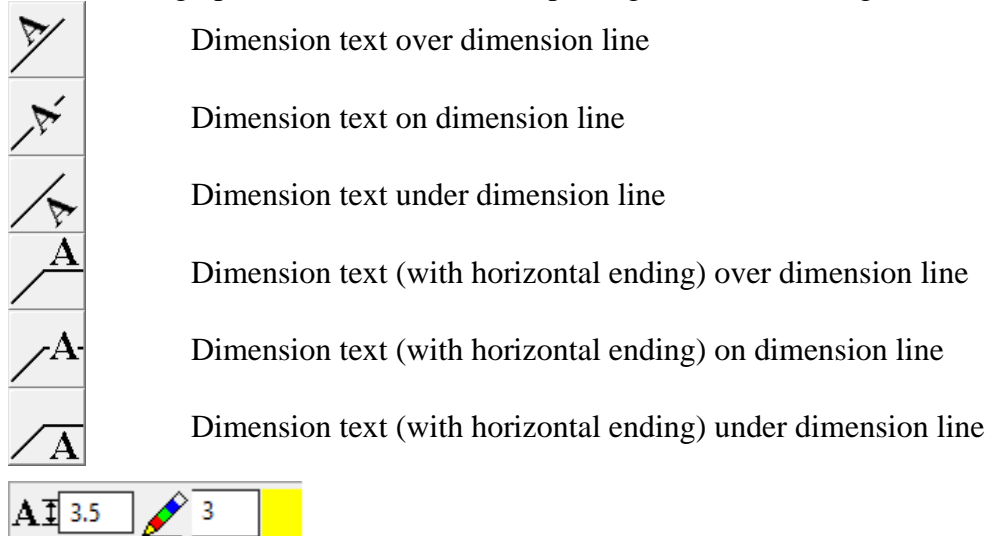 A
Dimension text over dimension line
A
Dimension text on dimension line
A
Dimension text under dimension line
A
Dimension text (with horizontal ending) over dimension line
A
Dimension text (with horizontal ending) on dimension line
A
Dimension text (with horizontal ending) under dimension line
A 3.5 3